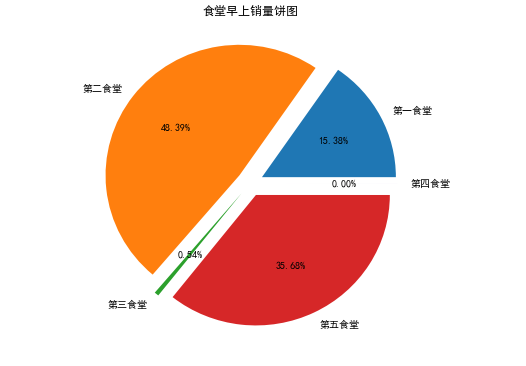 食堂早上销量饼图
第二食堂
第一食堂
48.39%
15.38%
0.00%
第四食堂
0.54%
35.68%
第三食堂
第五食堂